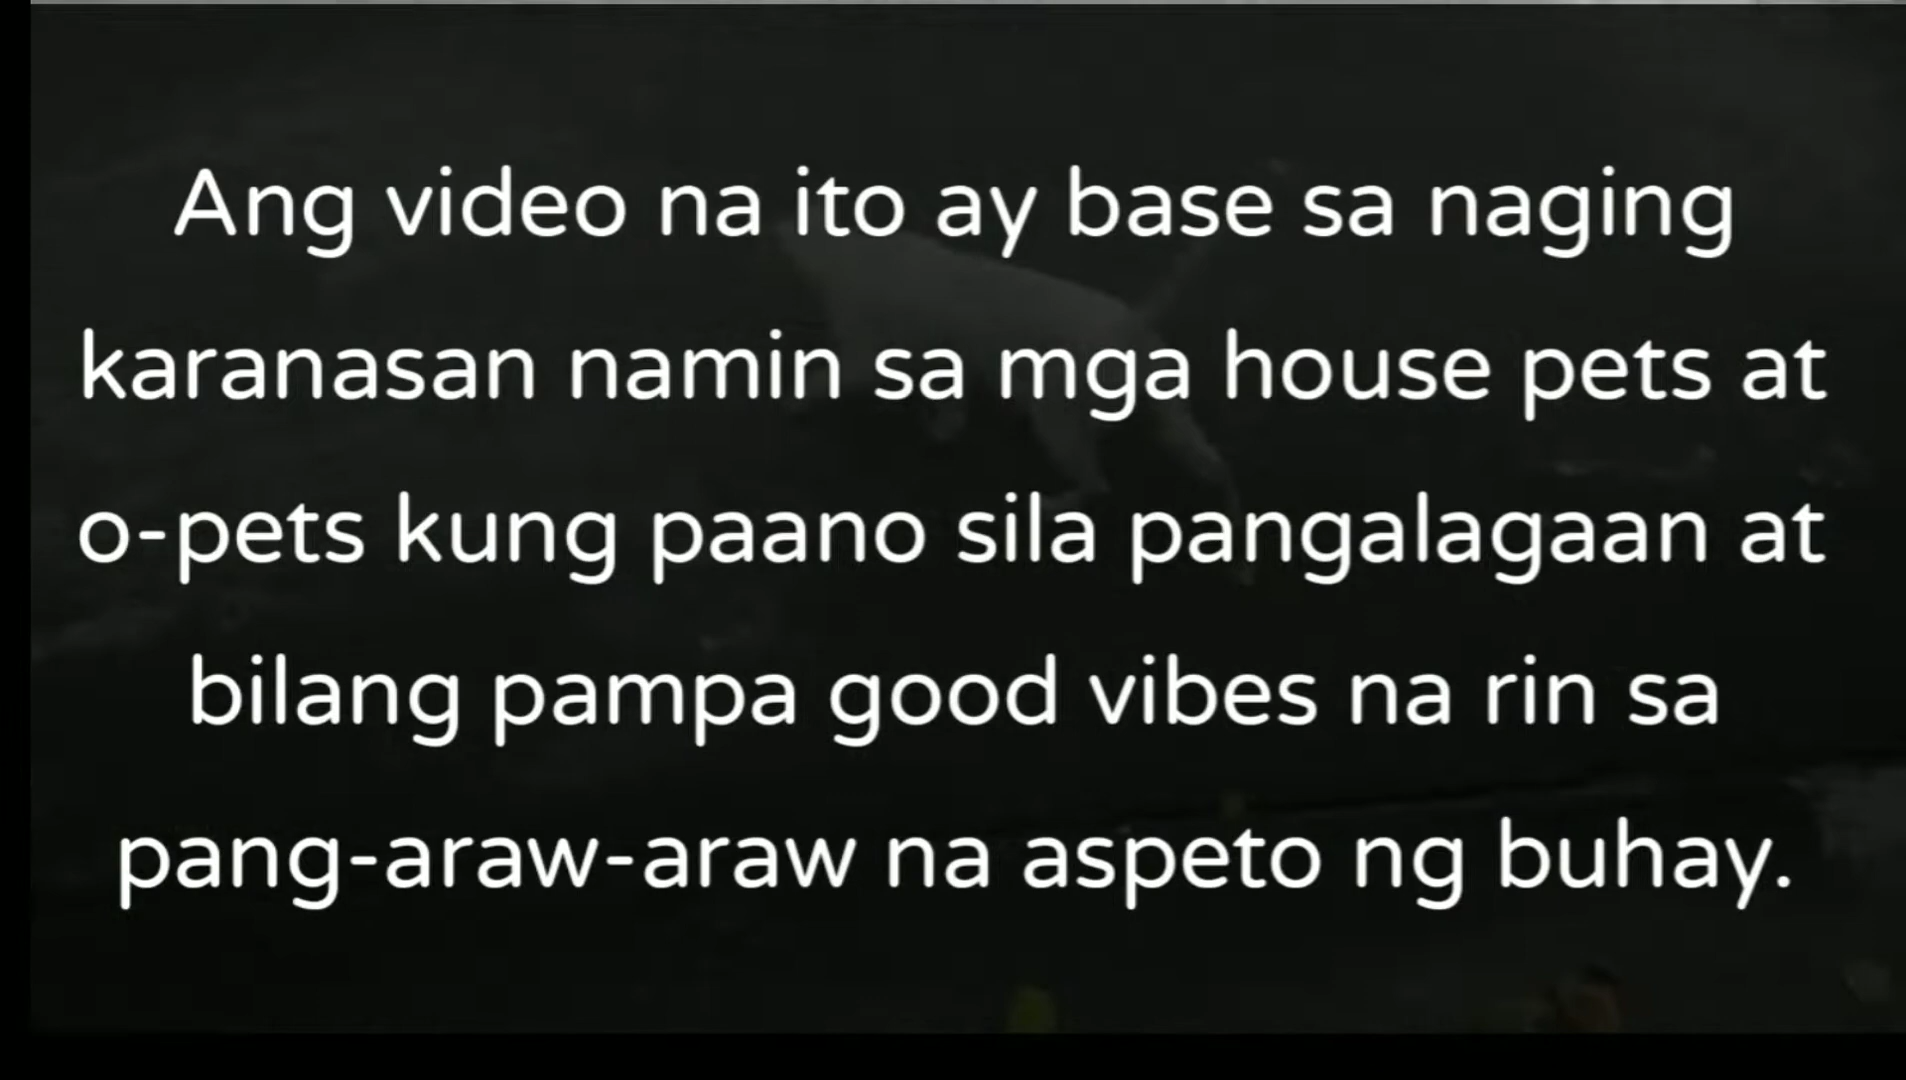 Ang video na ito ay base sa naging
karanasan namin sa mga house pets at
o-pets kung paano sila pangalagaan at
bilang pampa good vibes na rin sa
pang-araw-araw na aspeto ng buhay.